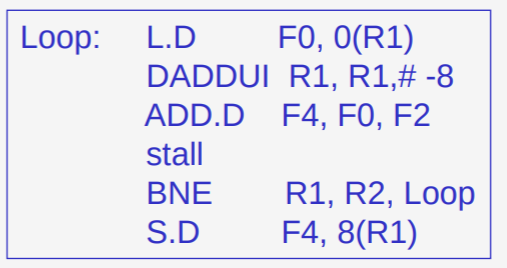 Loop: L.D F0, 0(R1)
DADDUI R1, R1,# -8
ADD.D F4, F0, F2
stall
BNE R1, R2, Loop
S.D F4, 8(R1)